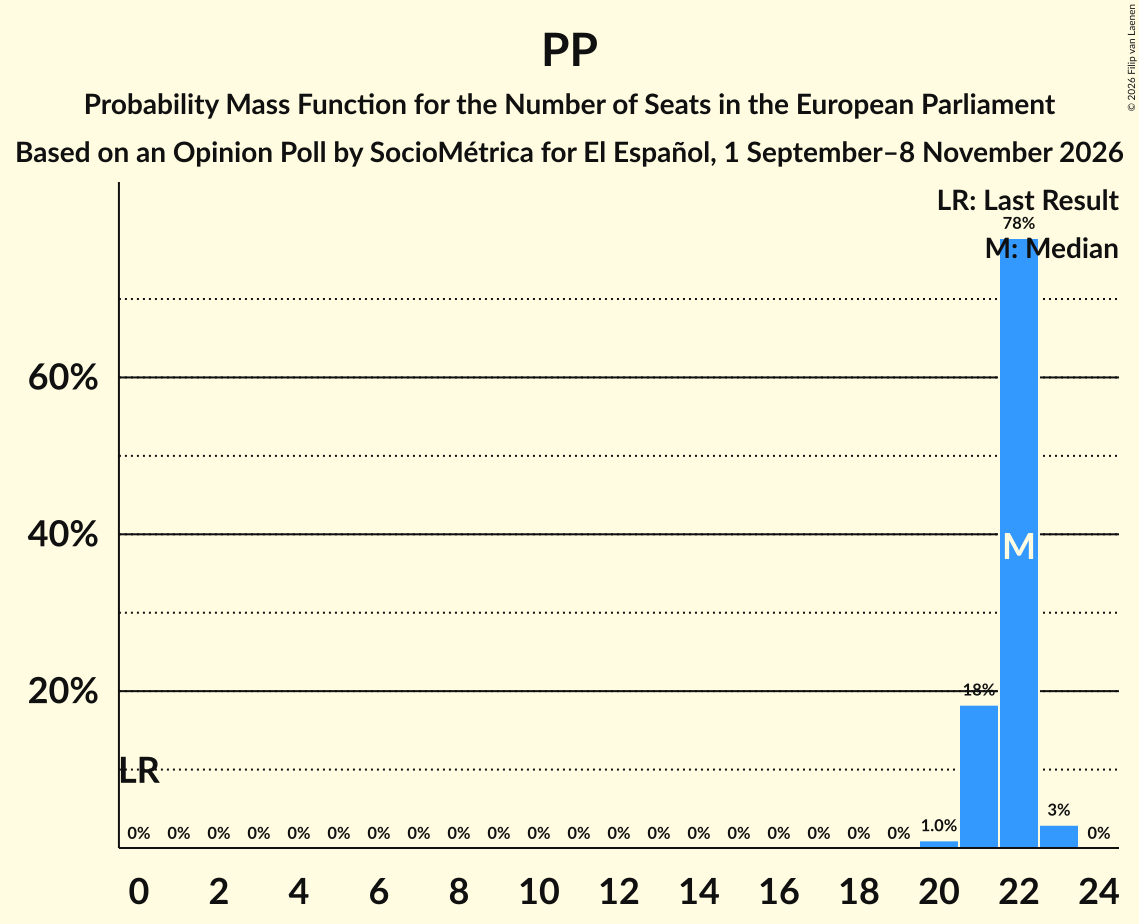 © 2026 Filip van Laenen
PP
Probability Mass Function for the Number of Seats in the European Parliament
Based on an Opinion Poll by SocioMétrica for El Español, 1 September–8 November 2026
LR: Last Result
78%
M: Median
60%
40%
M
20%
18%
LR
0% 0% 0% 0% 0% 0% 0% 0% 0% 0% 0% 0% 0% 0% 0% 0% 0% 0% 0% 0% 1.0% 3% 0%
0 2 4 6 8 10 12 14 16 18 20 22 24